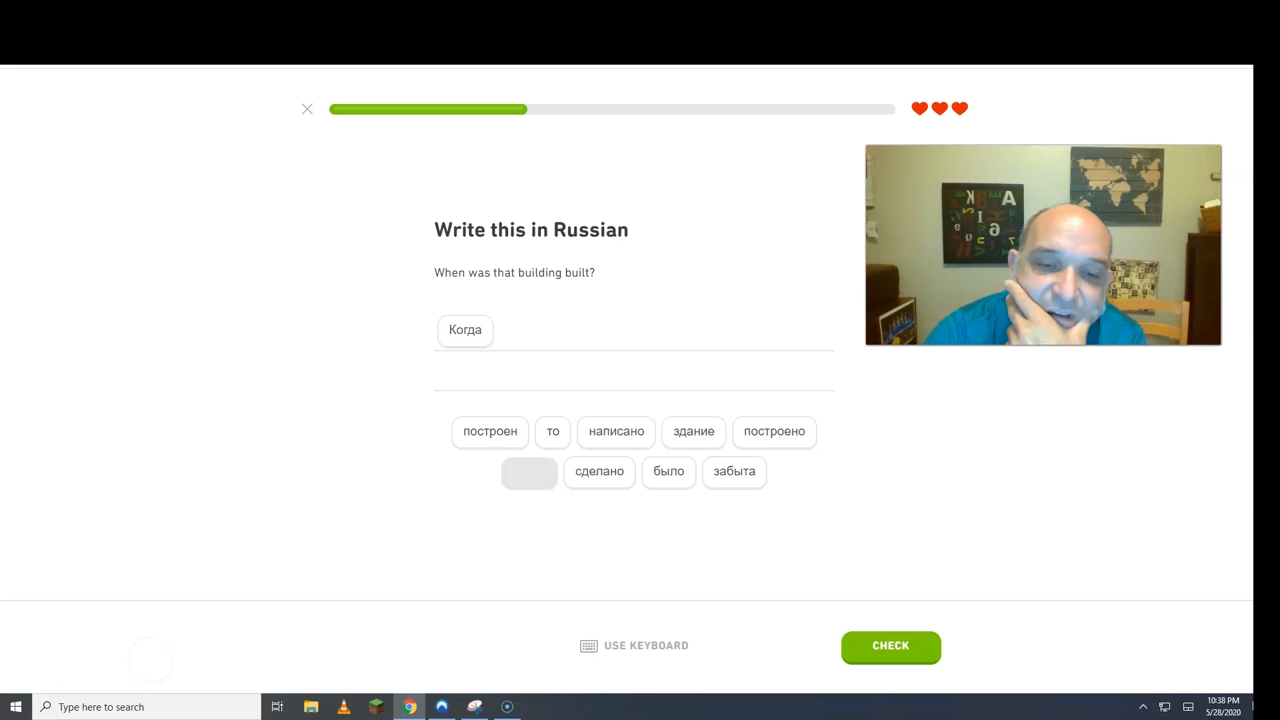 Write this in Russian
When was that building built?
Когда
построен то написано здание построено
сделано было забыта
USE KEYBOARD
CHECK
Type here to search
10:38 PM
5/28/2020